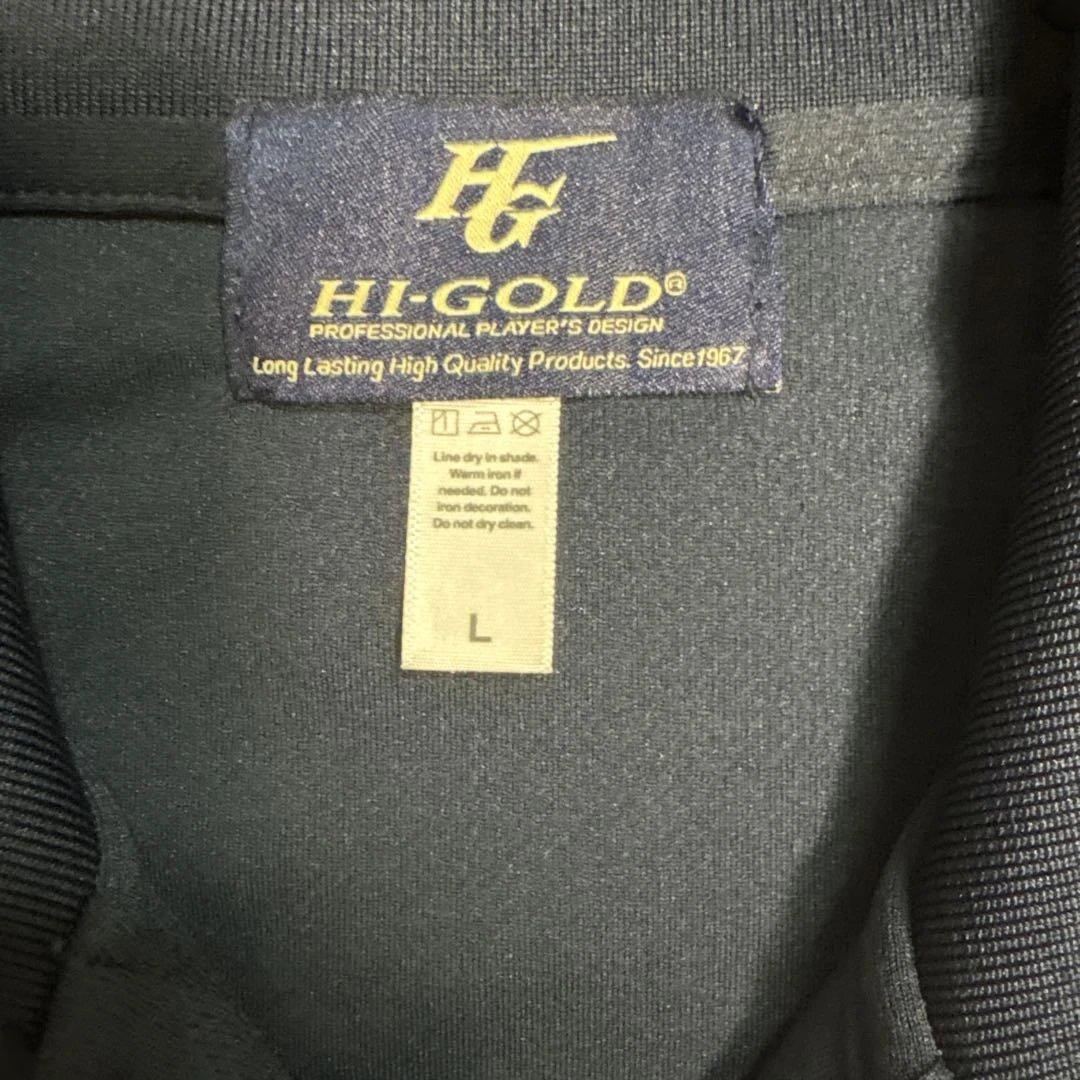 HG
HI-GOLD®
PROFESSIONAL PLAYER'S DESIGN
Long Lasting High Quality Products. Since1967
Line dry in shade.
Warm iron if
needed. Do not
iron decoration.
Do not dry clean.
L